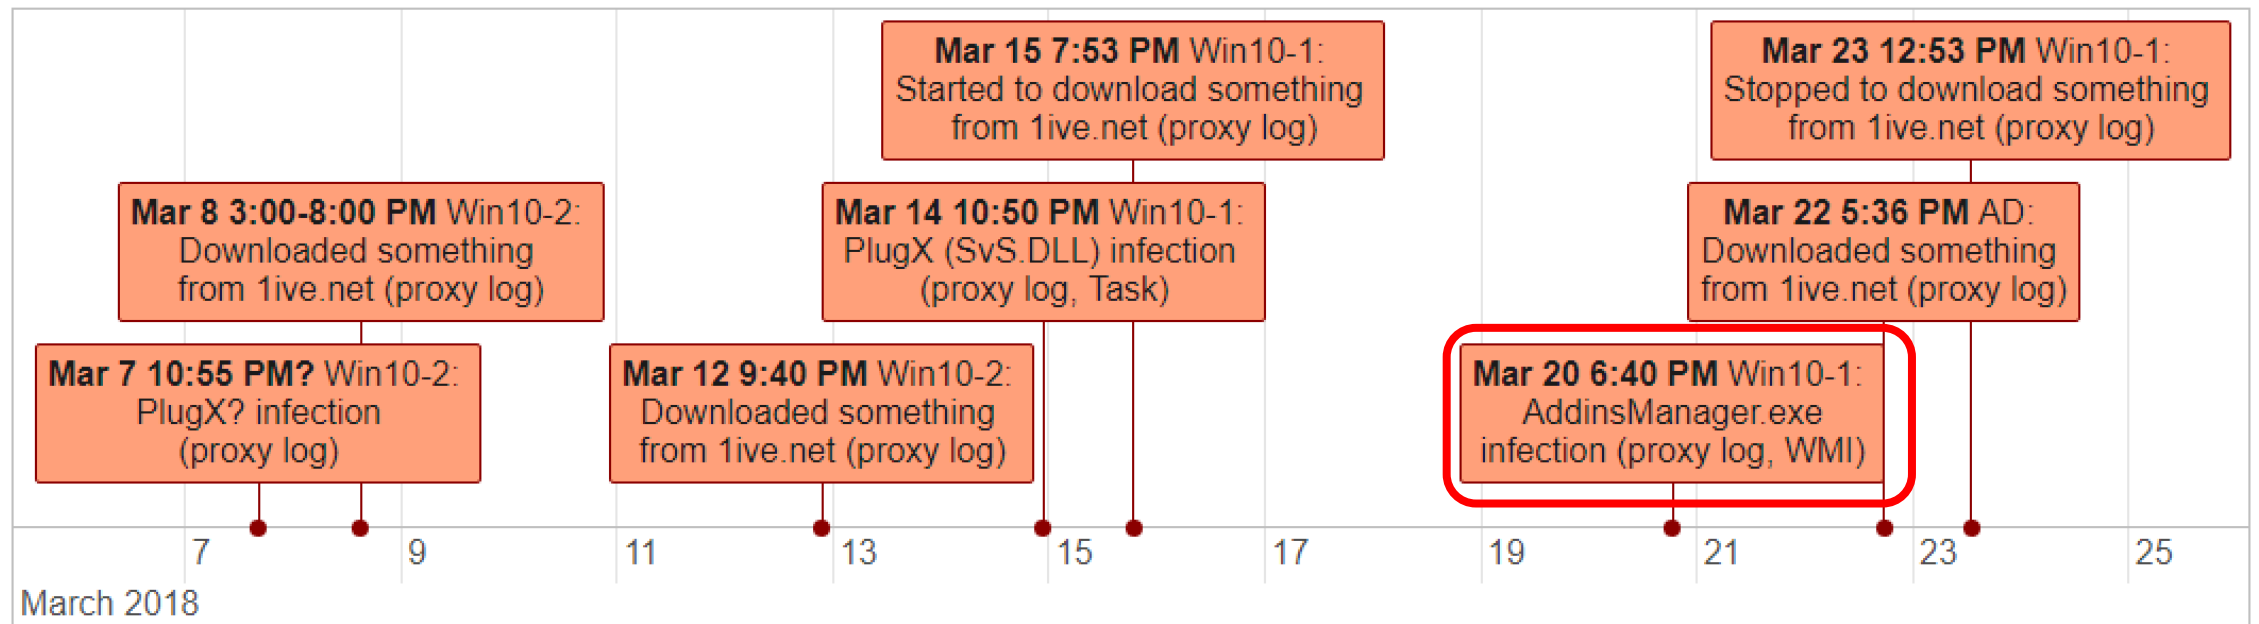 Mar 15 7:53 PM Win10-1:
Started to download something
from 1ive.net (proxy log)
Mar 23 12:53 PM Win10-1:
Stopped to download something
from 1ive.net (proxy log)
Mar 8 3:00-8:00 PM Win10-2:
Downloaded something
from 1ive.net (proxy log)
Mar 14 10:50 PM Win10-1:
PlugX (SvS.DLL) infection
(proxy log, Task)
Mar 22 5:36 PM AD:
Downloaded something
from 1ive.net (proxy log)
Mar 7 10:55 PM? Win10-2:
PlugX? infection
(proxy log)
Mar 12 9:40 PM Win10-2:
Downloaded something
from 1ive.net (proxy log)
Mar 20 6:40 PM Win10-1:
AddinsManager.exe
infection (proxy log, WMI)
7 9 11 13 15 17 19 21 23 25
March 2018